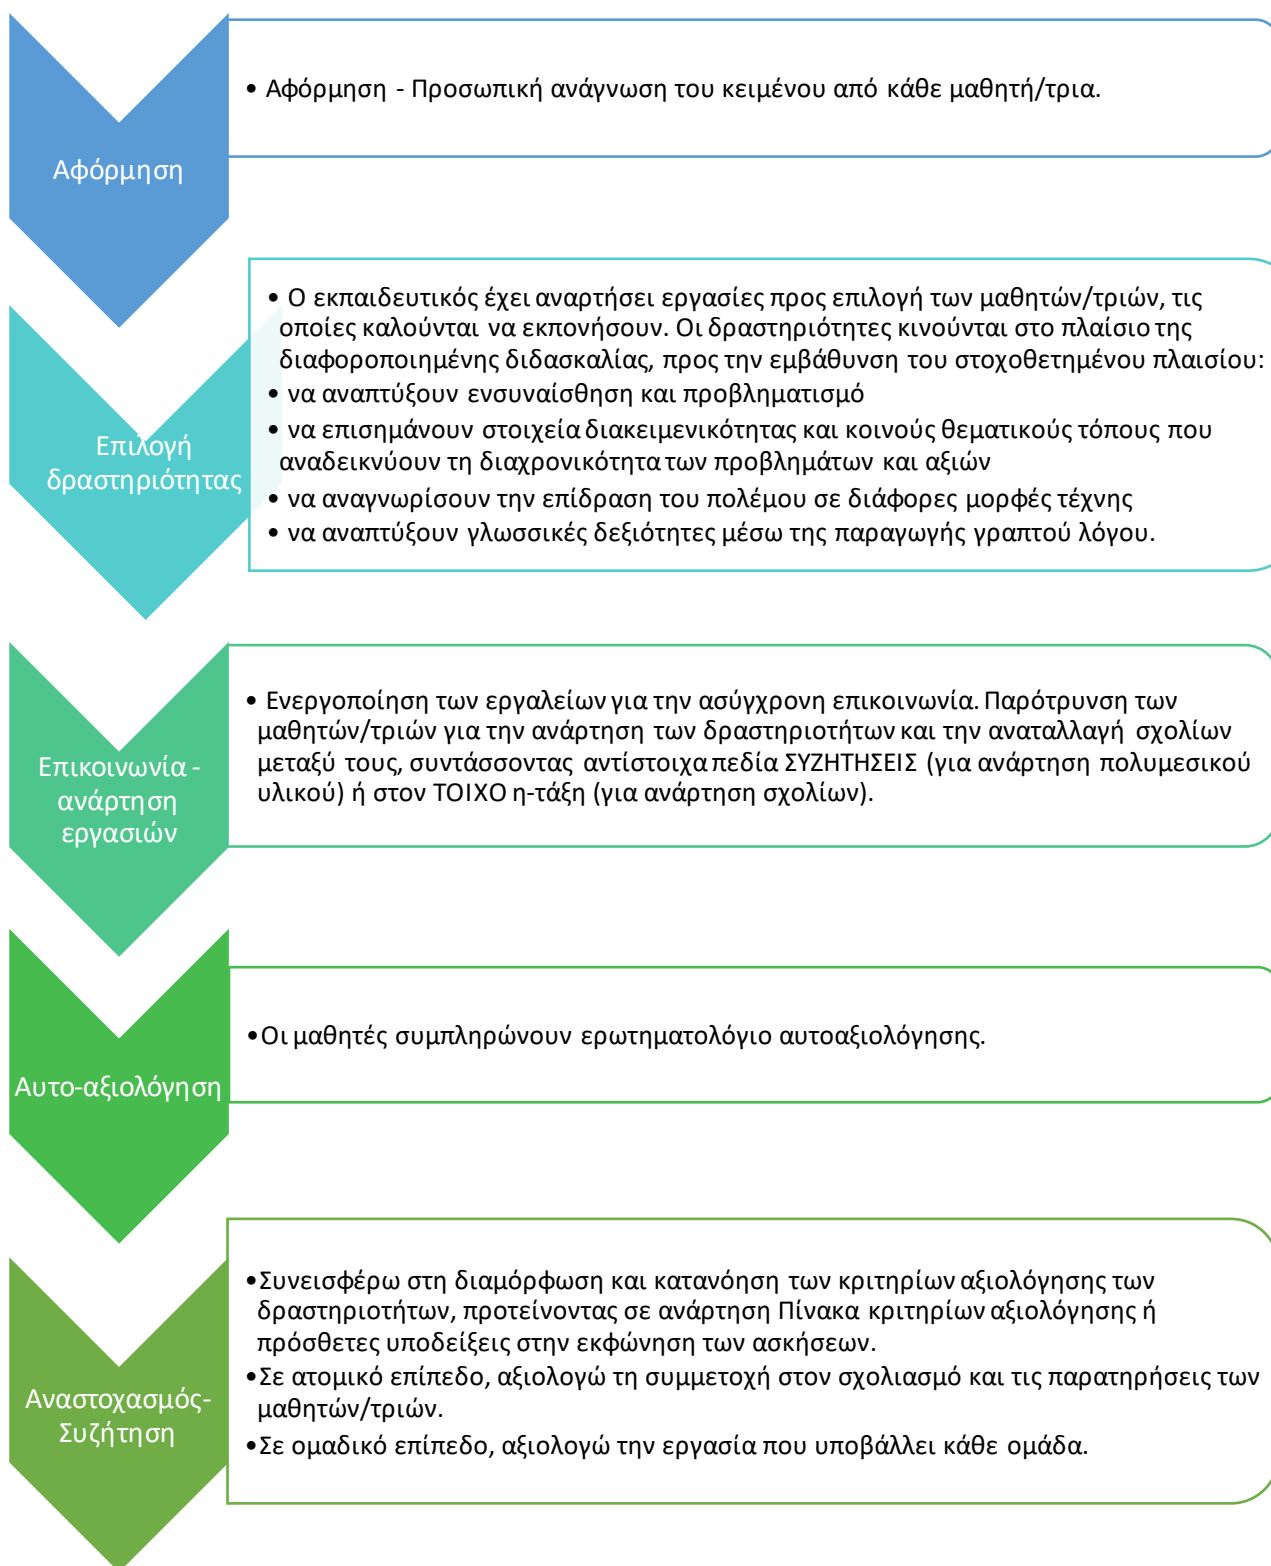 Αφόρμηση
• Αφόρμηση - Προσωπική ανάγνωση του κειμένου από κάθε μαθητή/τρια.
Επιλογή
δραστηριότητας
• Ο εκπαιδευτικός έχει αναρτήσει εργασίες προς επιλογή των μαθητών/τριών, τις
οποίες καλούνται να εκπονήσουν. Οι δραστηριότητες κινούνται στο πλαίσιο της
διαφοροποιημένης διδασκαλίας, προς την εμβάθυνση του στοχοθετημένου πλαισίου:
• να αναπτύξουν ενσυναίσθηση και προβληματισμό
• να επισημάνουν στοιχεία διακειμενικότητας και κοινούς θεματικούς τόπους που
αναδεικνύουν τη διαχρονικότητα των προβλημάτων και αξιών
• να αναγνωρίσουν την επίδραση του πολέμου σε διάφορες μορφές τέχνης
• να αναπτύξουν γλωσσικές δεξιότητες μέσω της παραγωγής γραπτού λόγου.
Επικοινωνία -
ανάρτηση
εργασιών
• Ενεργοποίηση των εργαλείων για την ασύγχρονη επικοινωνία. Παρότρυνση των
μαθητών/τριών για την ανάρτηση των δραστηριοτήτων και την αναταλλαγή σχολίων
μεταξύ τους, συντάσσοντας αντίστοιχα πεδία ΣΥΖΗΤΗΣΕΙΣ (για ανάρτηση πολυμεσικού
υλικού) ή στον ΤΟΙΧΟ η-τάξη (για ανάρτηση σχολίων).
Αυτο-αξιολόγηση
•Οι μαθητές συμπληρώνουν ερωτηματολόγιο αυτοαξιολόγησης.
Αναστοχασμός-
Συζήτηση
•Συνεισφέρω στη διαμόρφωση και κατανόηση των κριτηρίων αξιολόγησης των
δραστηριοτήτων, προτείνοντας σε ανάρτηση Πίνακα κριτηρίων αξιολόγησης ή
πρόσθετες υποδείξεις στην εκφώνηση των ασκήσεων.
•Σε ατομικό επίπεδο, αξιολογώ τη συμμετοχή στον σχολιασμό και τις παρατηρήσεις των
μαθητών/τριών.
•Σε ομαδικό επίπεδο, αξιολογώ την εργασία που υποβάλλει κάθε ομάδα.